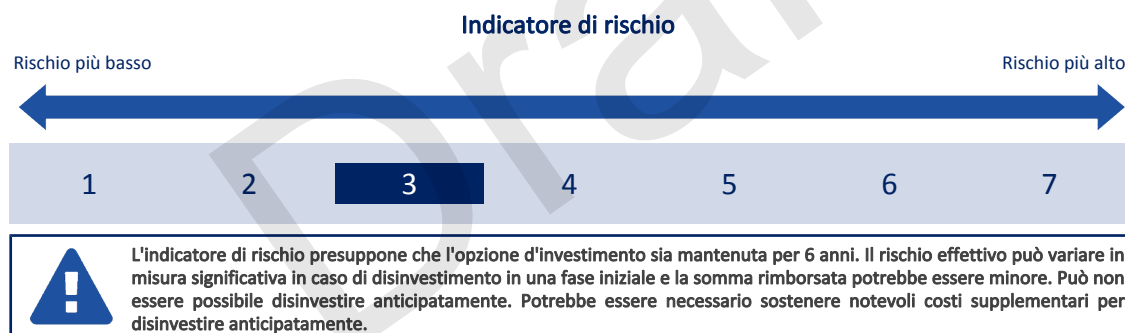 Indicatore di rischio
Rischio più basso
Rischio più alto
1 2 3 4 5 6 7
L'indicatore di rischio presuppone che l'opzione d'investimento sia mantenuta per 6 anni. Il rischio effettivo può variare in
misura significativa in caso di disinvestimento in una fase iniziale e la somma rimborsata potrebbe essere minore. Può non
essere possibile disinvestire anticipatamente. Potrebbe essere necessario sostenere notevoli costi supplementari per
disinvestire anticipatamente.